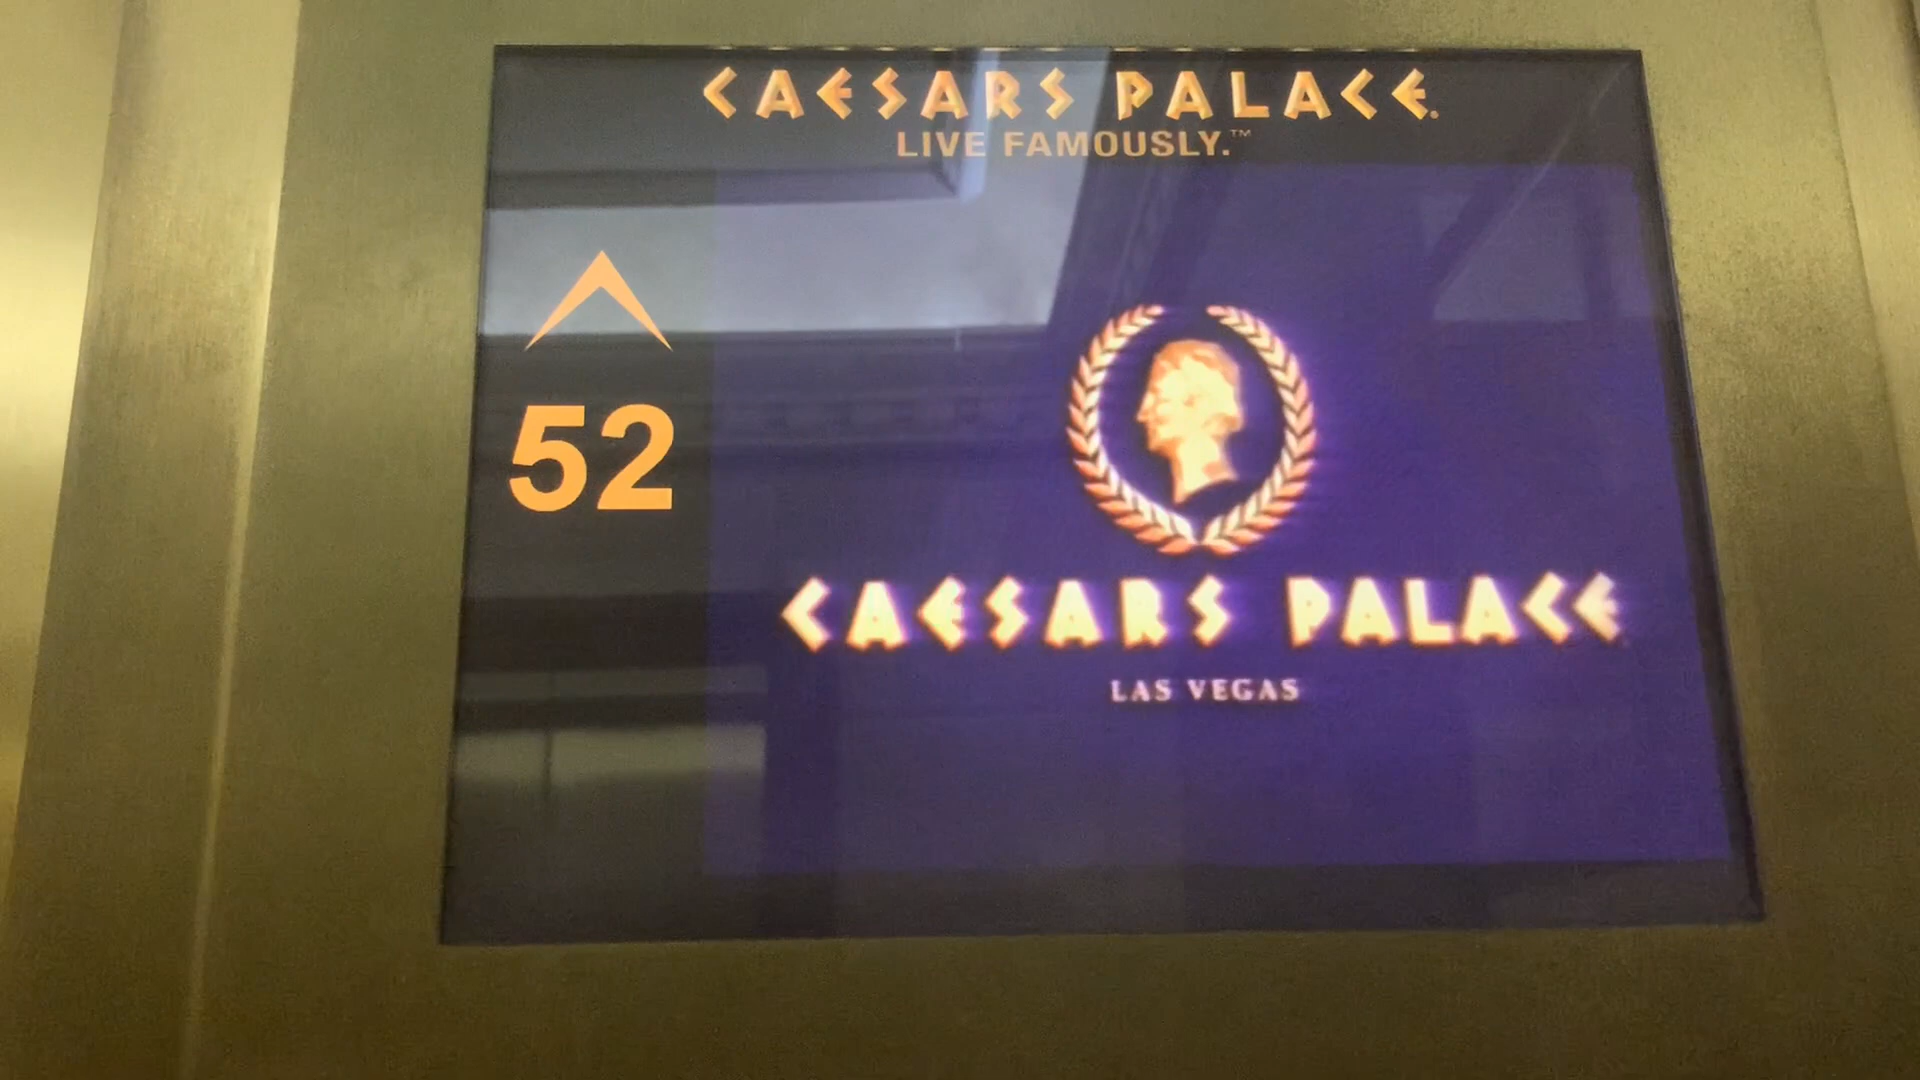 CAESARS PALACE.
LIVE FAMOUSLY.™
52
CAESARS PALACE
LAS VEGAS